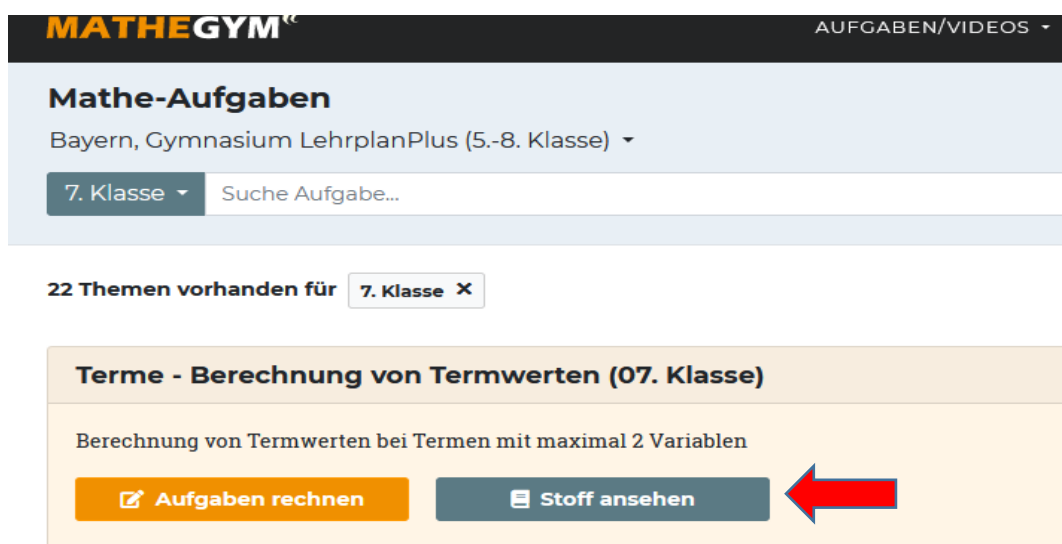 MATHEGYM
AUFGABEN/VIDEOS
Mathe-Aufgaben
Bayern, Gymnasium LehrplanPlus (5.-8. Klasse)
7. Klasse Suche Aufgabe...
22 Themen vorhanden für 7. Klasse ×
Terme - Berechnung von Termwerten (07. Klasse)
Berechnung von Termwerten bei Termen mit maximal 2 Variablen
Aufgaben rechnen Stoff ansehen